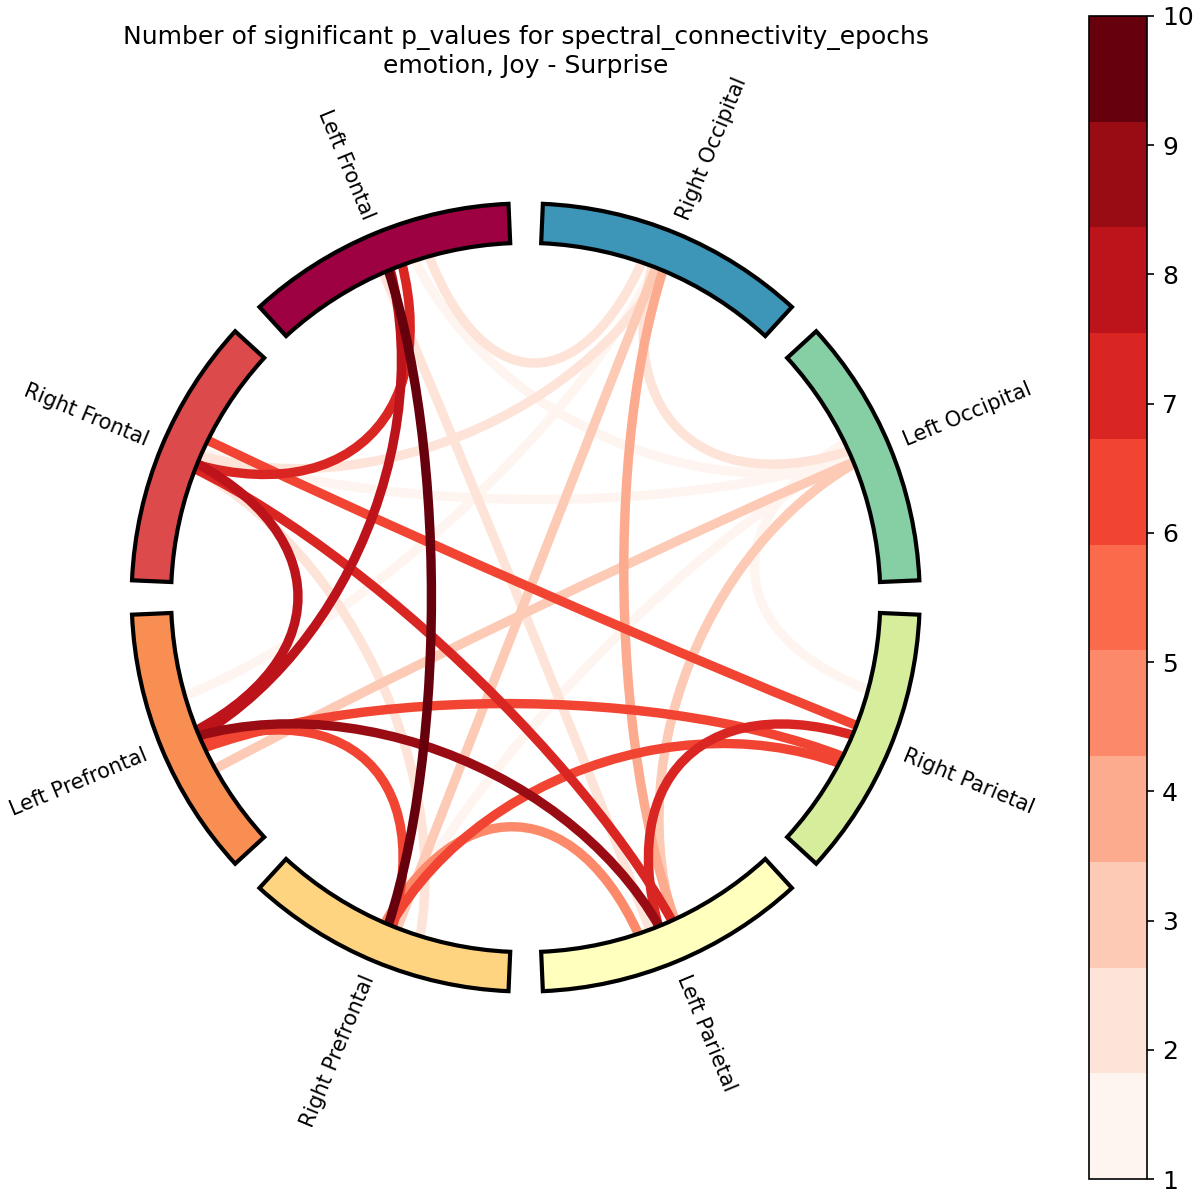 Number of significant p_values for spectral_connectivity_epochs
emotion, Joy - Surprise
Left Frontal
Right Occipital
Right Frontal
Left Occipital
Left Prefrontal
Right Parietal
Right Prefrontal
Left Parietal
10
9
8
7
6
5
4
3
2
1